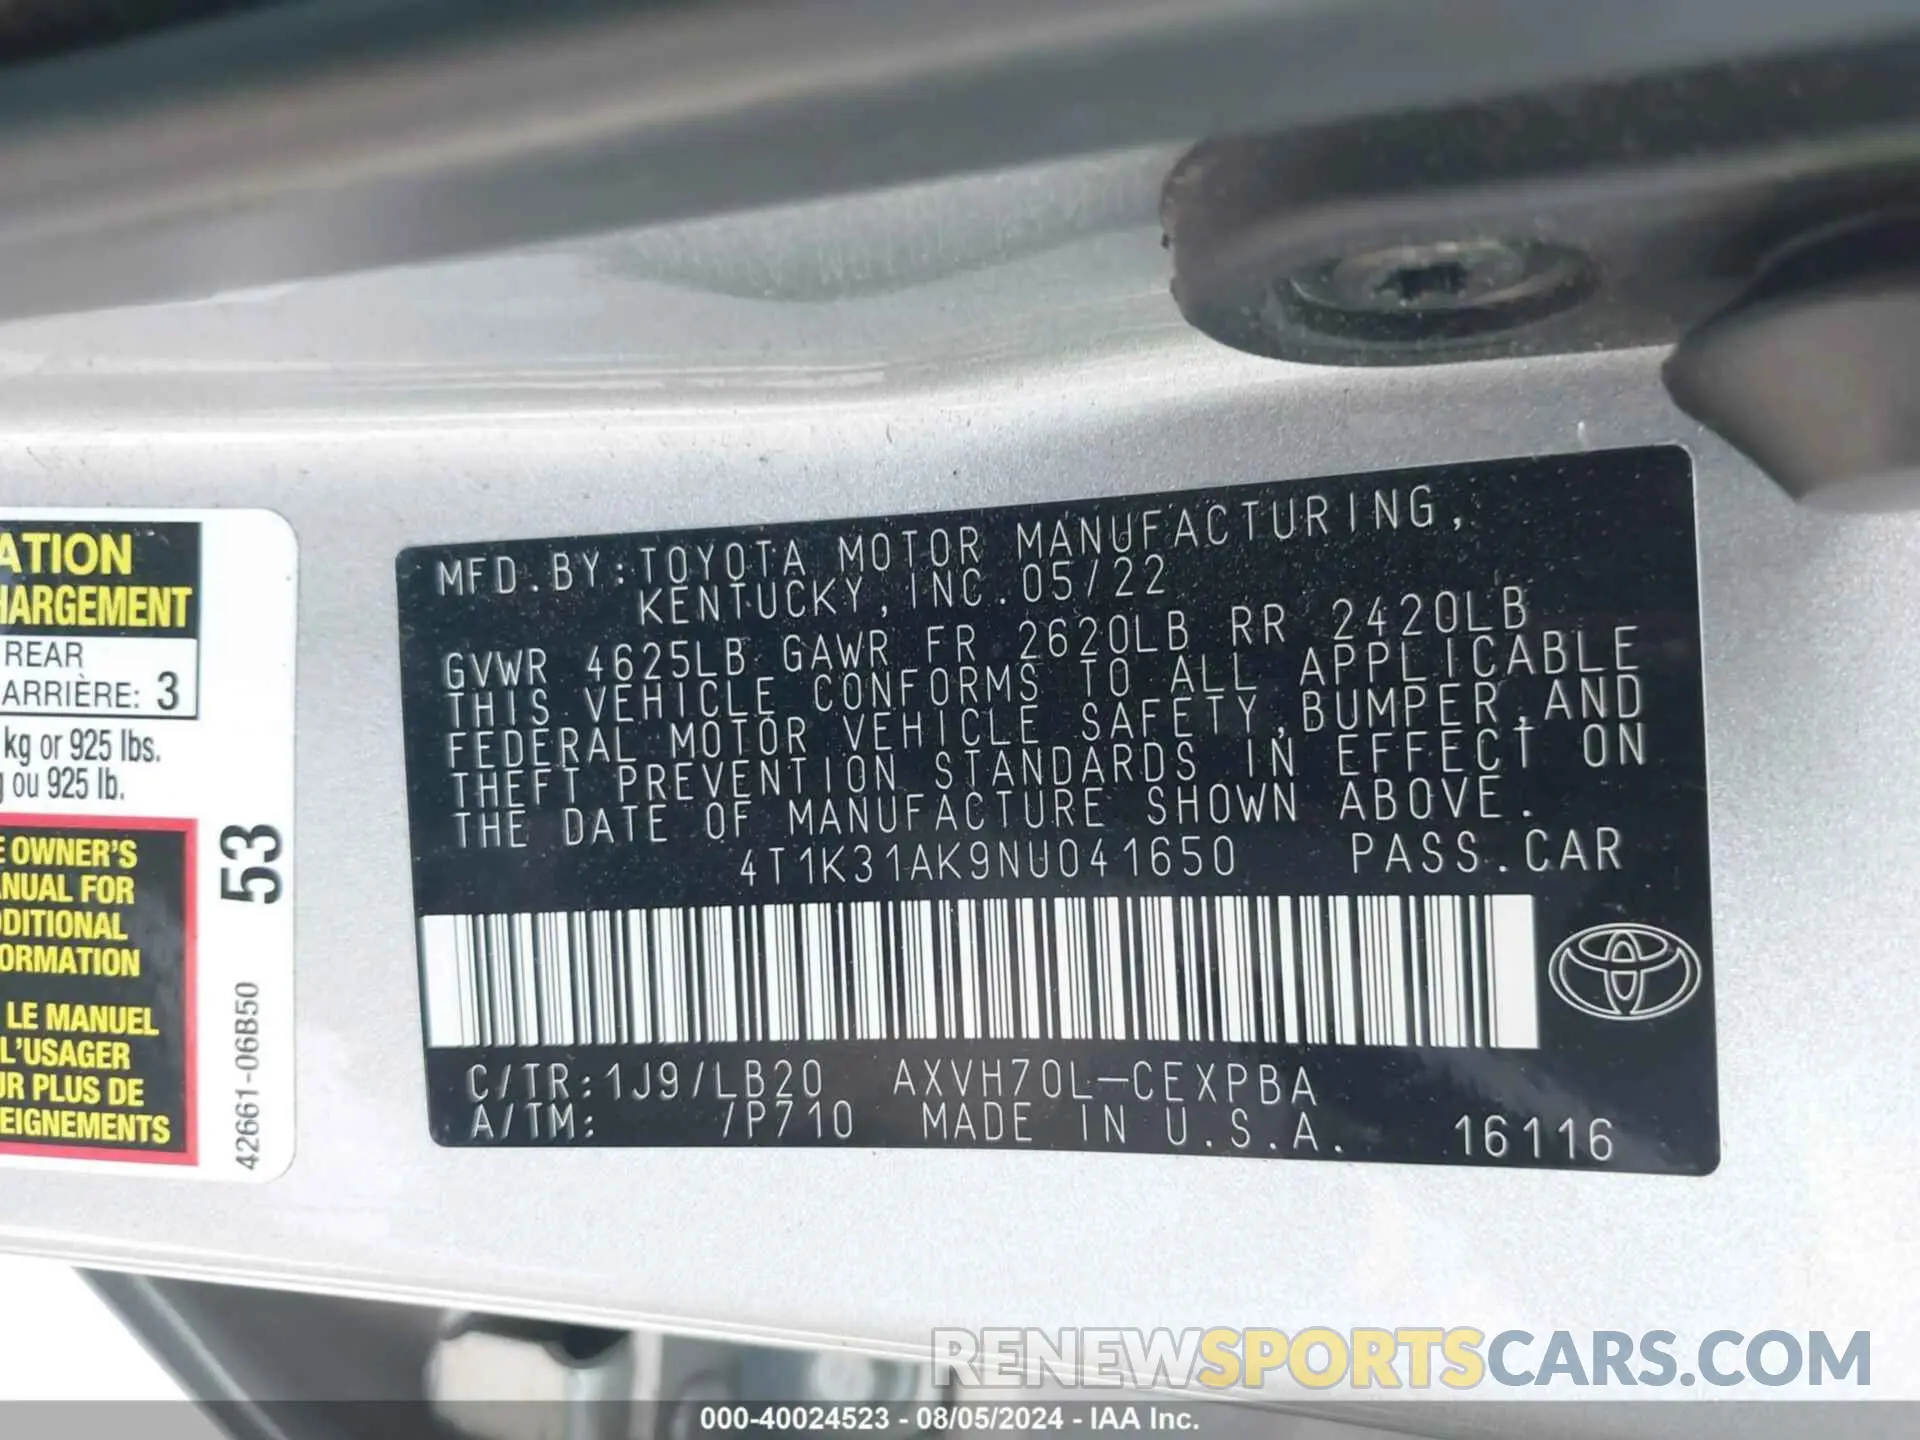 ATION
HARGEMENT
REAR
ARRIÈRE: 3
kg or 925 lbs.
ou 925 lb.
E OWNER'S
ANUAL FOR
DDITIONAL
ORMATION
LE MANUEL
L'USAGER
UR PLUS DE
EIGNEMENTS
53
42661-06B50
MFD.BY:TOYOTA MOTOR MANUFACTURING,
KENTUCKY,INC.05/22
GVWR 4625LB GAWR FR 2620LB RR 2420LB
THIS VEHICLE CONFORMS TO ALL APPLICABLE
FEDERAL MOTOR VEHICLE SAFETY,BUMPER,AND
THEFT PREVENTION STANDARDS IN EFFECT ON
THE DATE OF MANUFACTURE SHOWN ABOVE.
4T1K31AK9NU041650 PASS.CAR
C/TR:1J9/LB20 AXVH70L-CEXPBA
A/TM: /P710 MADE IN U.S.A. 16116
RENEWSPORTSCARS.COM
000-40024523 - 08/05/2024 - IAA Inc.